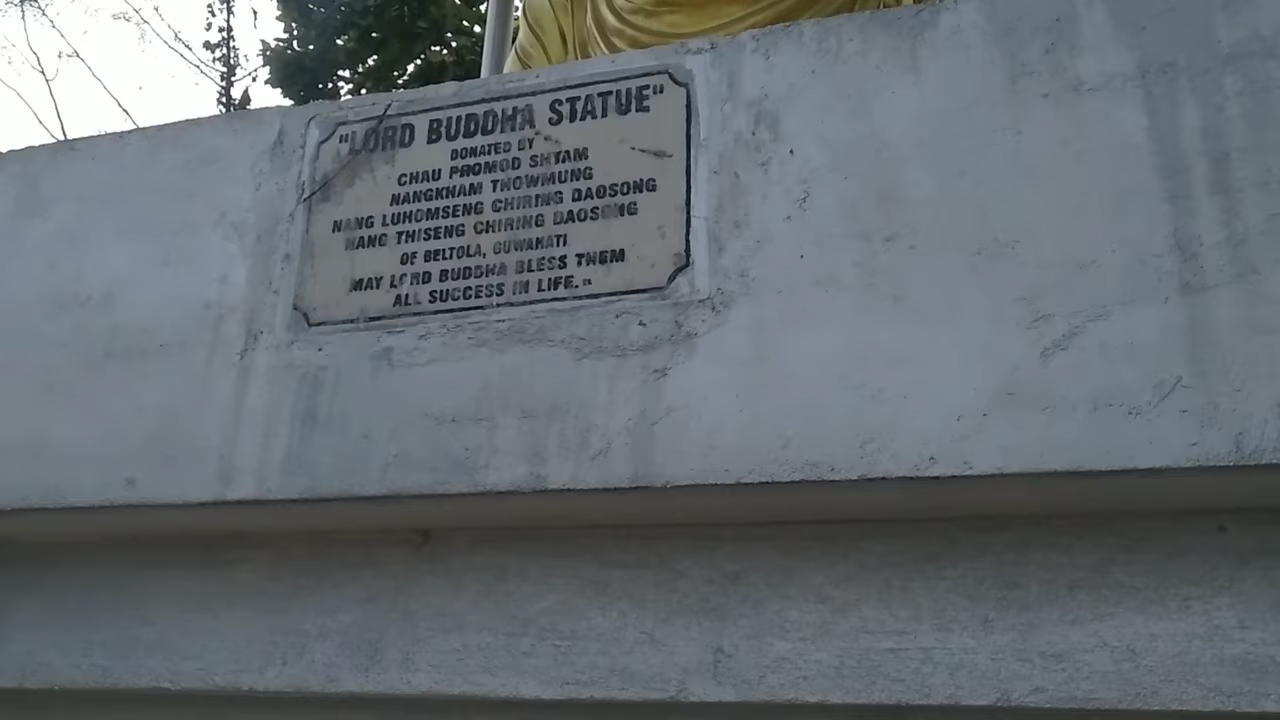 "LORD BUDDHA STATUE"
DONATED BY
CHAU PROMOD SHYAM
NANGKHAM THOWMUNG
NANG LUHOMSENG CHIRING DAOSONG
NANG THISENG CHIRING DAOSONG
OF BELTOLA, GUWAHATI
MAY LORD BUDDHA BLESS THEM
ALL SUCCESS IN LIFE."